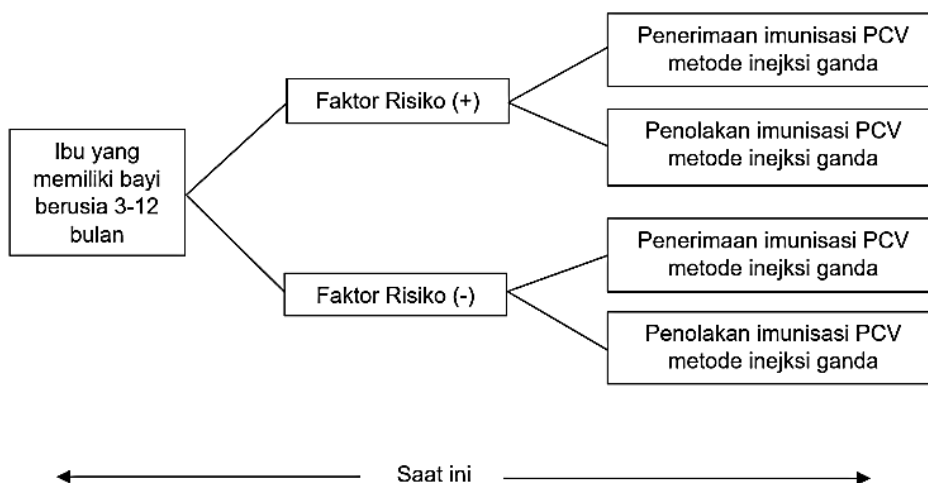 Ibu yang
memiliki bayi
berusia 3-12
bulan
Faktor Risiko (+)
Penerimaan imunisasi PCV
metode inejksi ganda
Penolakan imunisasi PCV
metode inejksi ganda
Faktor Risiko (-)
Penerimaan imunisasi PCV
metode inejksi ganda
Penolakan imunisasi PCV
metode inejksi ganda
Saat ini